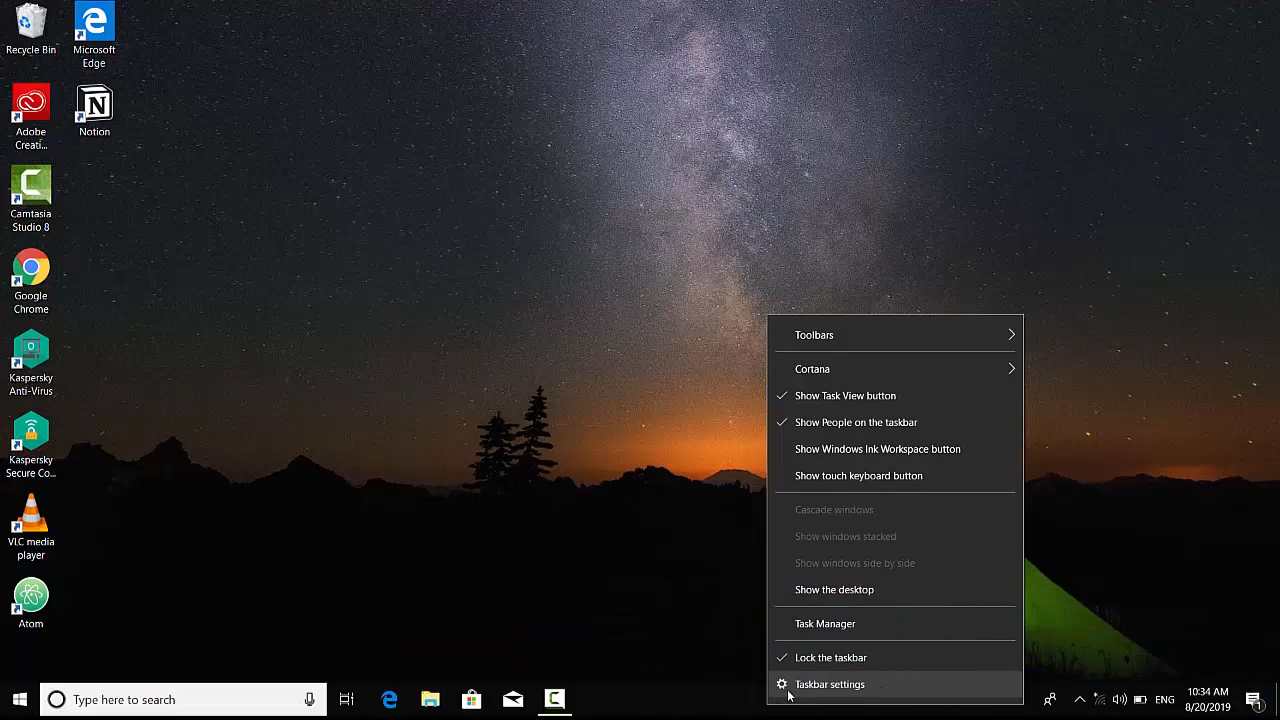 Recycle Bin
Microsoft
Edge
Adobe
Creati...
N
Notion
Camtasia
Studio 8
Google
Chrome
Kaspersky
Anti-Virus
Kaspersky
Secure Co...
VLC media
player
Atom
Toolbars
Cortana
Show Task View button
Show People on the taskbar
Show Windows Ink Workspace button
Show touch keyboard button
Cascade windows
Show windows stacked
Show windows side by side
Show the desktop
Task Manager
Lock the taskbar
Taskbar settings
Type here to search
ENG
10:34 AM
8/20/2019
1